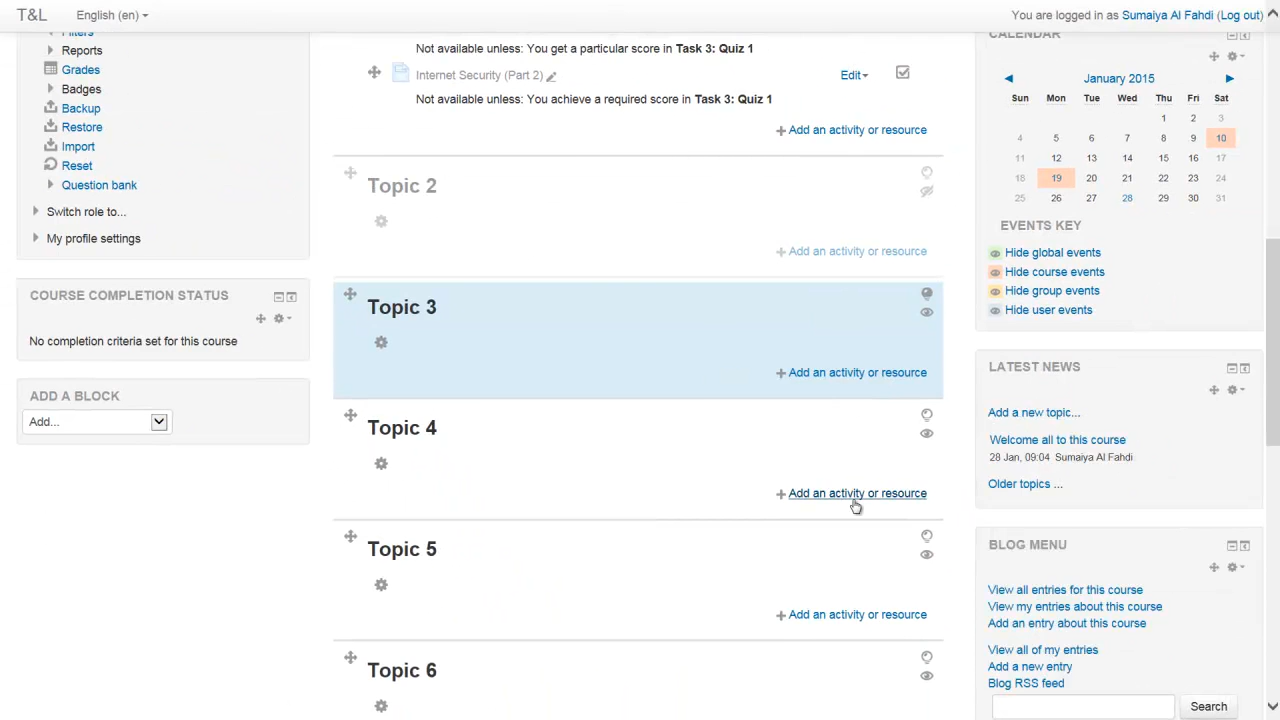 T&L
English (en)
You are logged in as Sumaiya Al Fahdi (Log out)
Filters
Reports
Grades
Badges
Backup
Restore
Import
Reset
Question bank
Switch role to...
My profile settings
COURSE COMPLETION STATUS
No completion criteria set for this course
ADD A BLOCK
Add...
Not available unless: You get a particular score in Task 3: Quiz 1
Internet Security (Part 2)
Edit
Not available unless: You achieve a required score in Task 3: Quiz 1
Add an activity or resource
Topic 2
Add an activity or resource
Topic 3
Add an activity or resource
Topic 4
Add an activity or resource
Topic 5
Add an activity or resource
Topic 6
CALENDAR
January 2015
Sun Mon Tue Wed Thu Fri Sat
1 2 3
4 5 6 7 8 9 10
11 12 13 14 15 16 17
18 19 20 21 22 23 24
25 26 27 28 29 30 31
EVENTS KEY
Hide global events
Hide course events
Hide group events
Hide user events
LATEST NEWS
Add a new topic...
Welcome all to this course
28 Jan, 09:04 Sumaiya Al Fahdi
Older topics ...
BLOG MENU
View all entries for this course
View my entries about this course
Add an entry about this course
View all of my entries
Add a new entry
Blog RSS feed
Search